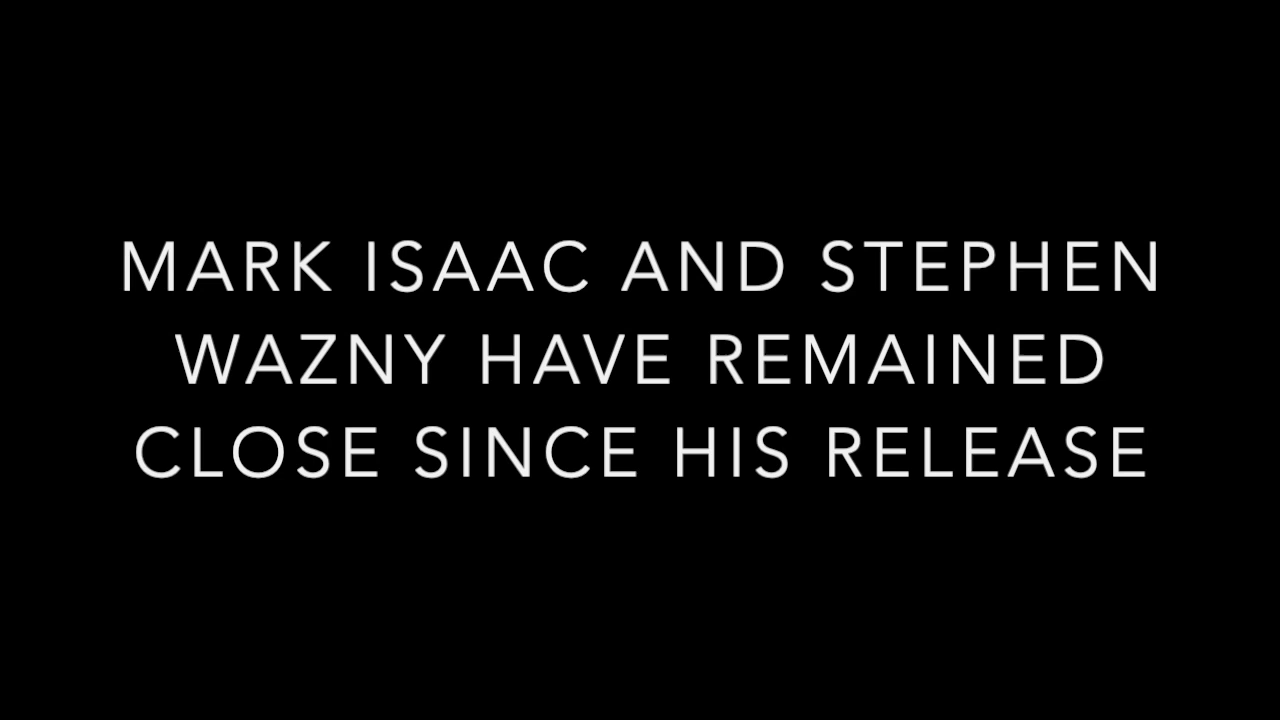 MARK ISAAC AND STEPHEN
WAZNY HAVE REMAINED
CLOSE SINCE HIS RELEASE